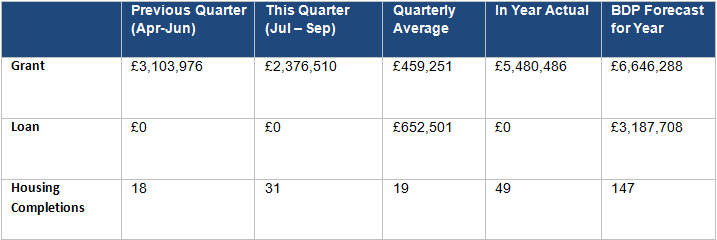 Previous Quarter (Apr-Jun) This Quarter (Jul – Sep) Quarterly Average In Year Actual BDP Forecast for Year
Grant £3,103,976 £2,376,510 £459,251 £5,480,486 £6,646,288
Loan £0 £0 £652,501 £0 £3,187,708
Housing Completions 18 31 19 49 147